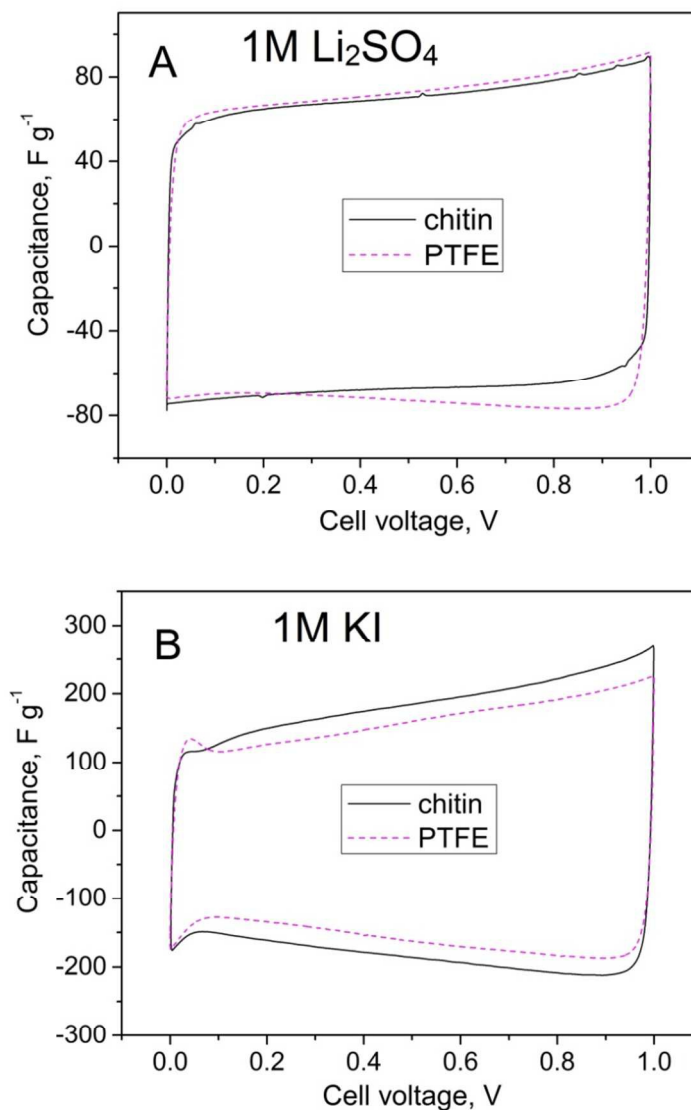 A
1M Li₂SO₄
80
40
0
-40
-80
Capacitance, F g⁻¹
chitin
PTFE
0.0 0.2 0.4 0.6 0.8 1.0
Cell voltage, V
B
1M KI
300
200
100
0
-100
-200
-300
Capacitance, F g⁻¹
chitin
PTFE
0.0 0.2 0.4 0.6 0.8 1.0
Cell voltage, V